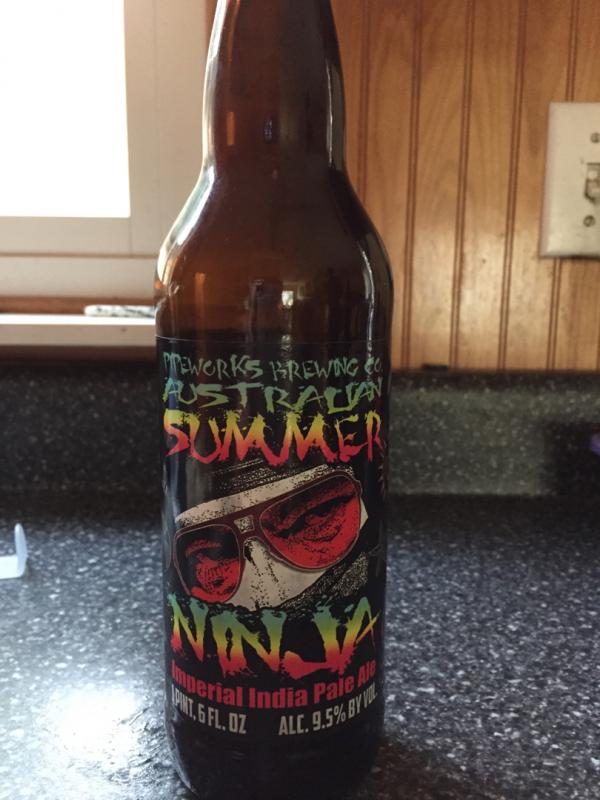 PIPEWORKS BREWING CO.
AUSTRALIAN
SUMMER
NINJA
Imperial India Pale Ale
1 PINT, 6 FL. OZ ALC. 9.5% BY VOL.